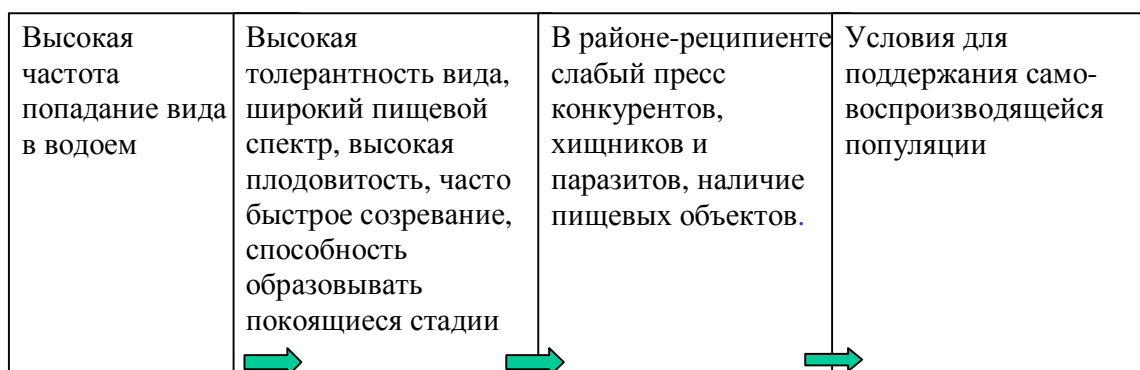 Высокая
частота
попадание вида
в водоем
Высокая
толерантность вида,
широкий пищевой
спектр, высокая
плодовитость, часто
быстрое созревание,
способность
образовывать
покоящиеся стадии
В районе-реципиенте
слабый пресс
конкурентов,
хищников и
паразитов, наличие
пищевых объектов.
Условия для
поддержания само-
воспроизводящейся
популяции